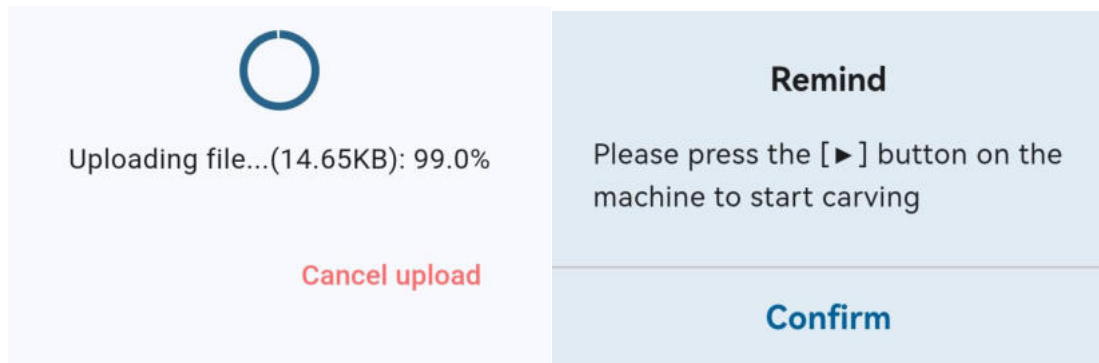 Uploading file...(14.65KB): 99.0%
Cancel upload
Remind
Please press the [▶] button on the
machine to start carving
Confirm